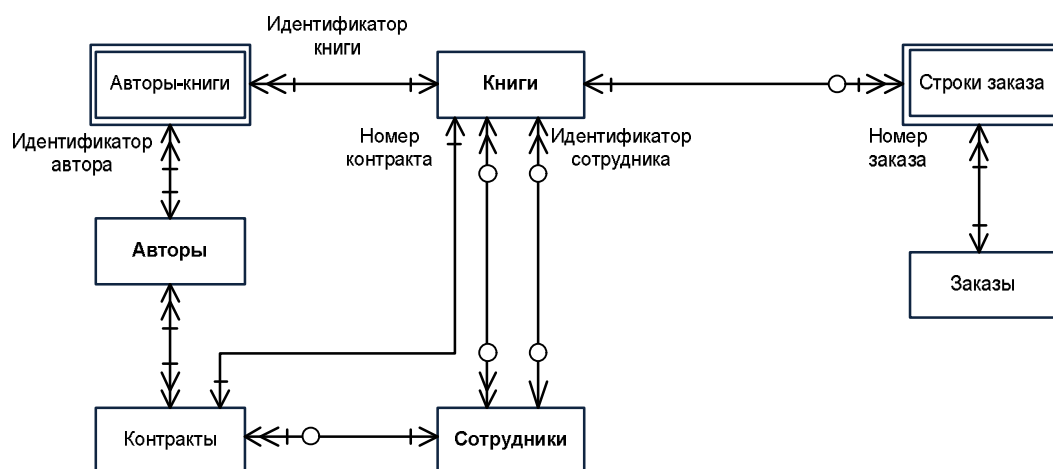 Идентификатор
книги
Авторы-книги
Книги
Строки заказа
Идентификатор
автора
Номер
контракта
Идентификатор
сотрудника
Номер
заказа
Авторы
Заказы
Контракты
Сотрудники